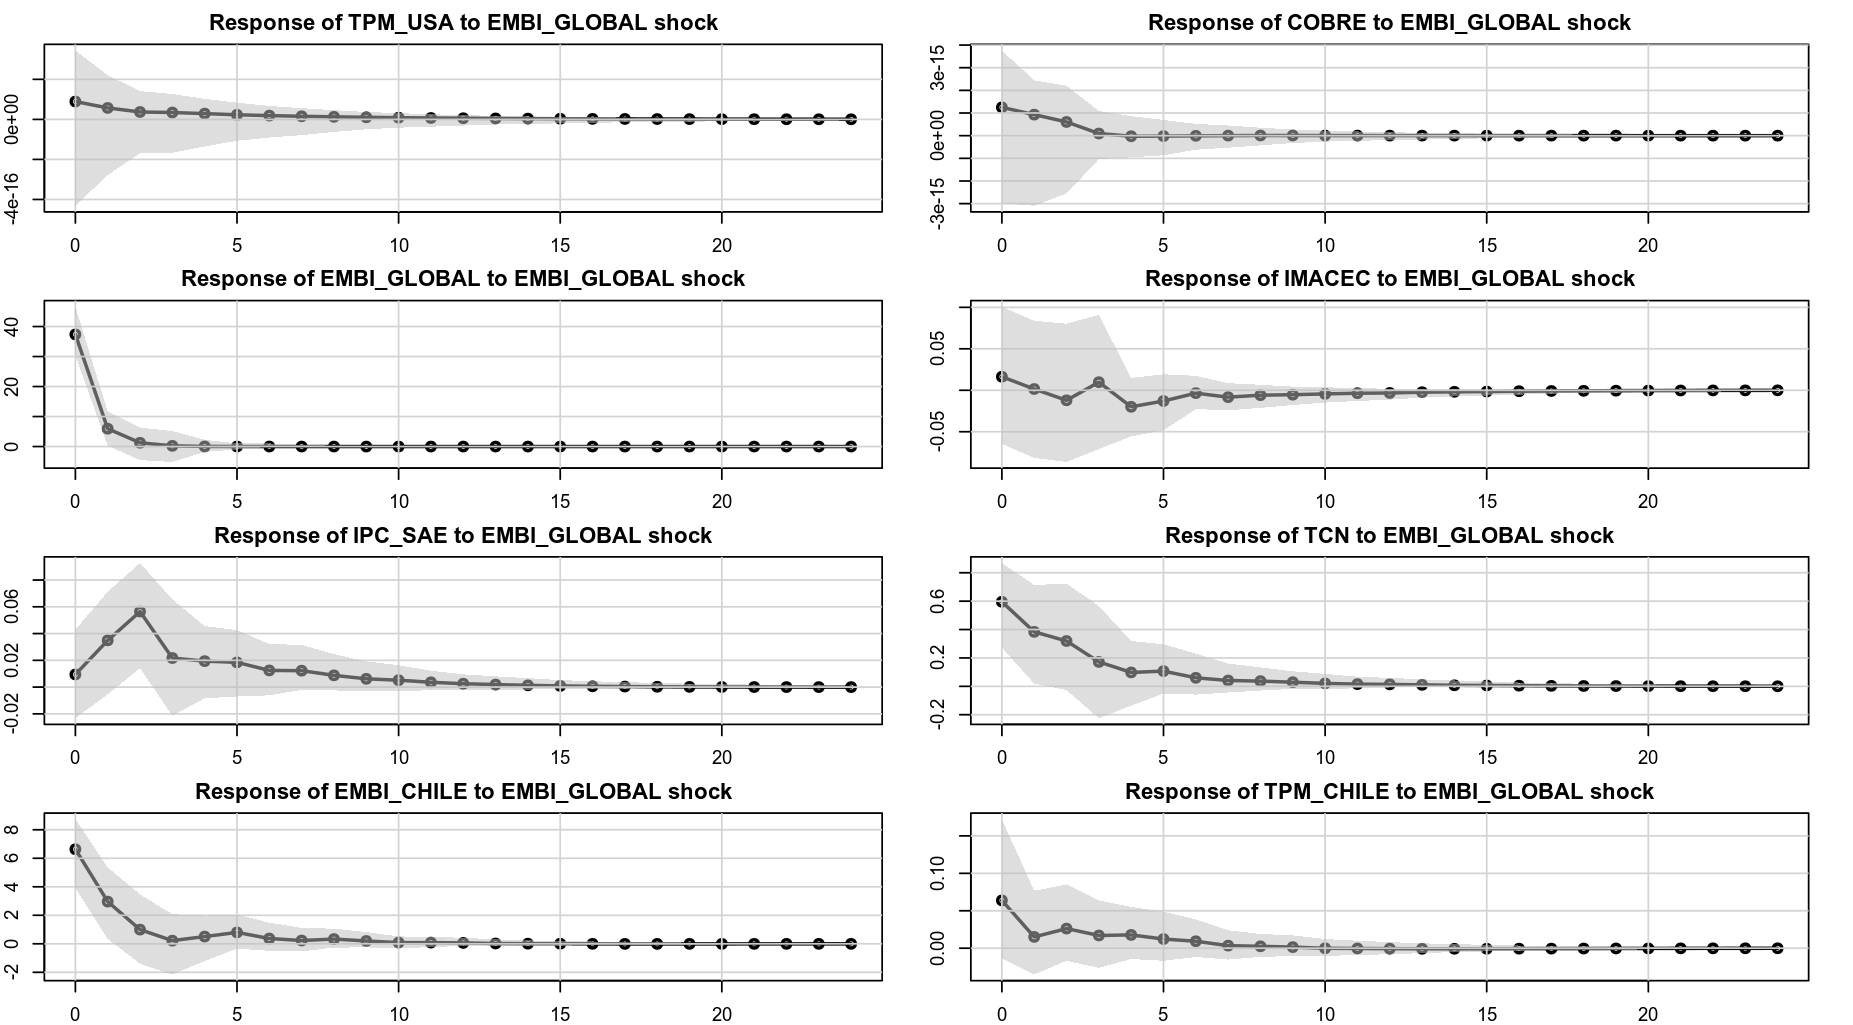 Response of TPM_USA to EMBI_GLOBAL shock
0e+00
-4e-16
0 5 10 15 20
Response of COBRE to EMBI_GLOBAL shock
3e-15
0e+00
-3e-15
0 5 10 15 20
Response of EMBI_GLOBAL to EMBI_GLOBAL shock
40
20
0
0 5 10 15 20
Response of IMACEC to EMBI_GLOBAL shock
0.05
-0.05
0 5 10 15 20
Response of IPC_SAE to EMBI_GLOBAL shock
0.06
0.02
-0.02
0 5 10 15 20
Response of TCN to EMBI_GLOBAL shock
0.6
0.2
-0.2
0 5 10 15 20
Response of EMBI_CHILE to EMBI_GLOBAL shock
8
6
4
2
0
-2
0 5 10 15 20
Response of TPM_CHILE to EMBI_GLOBAL shock
0.10
0.00
0 5 10 15 20